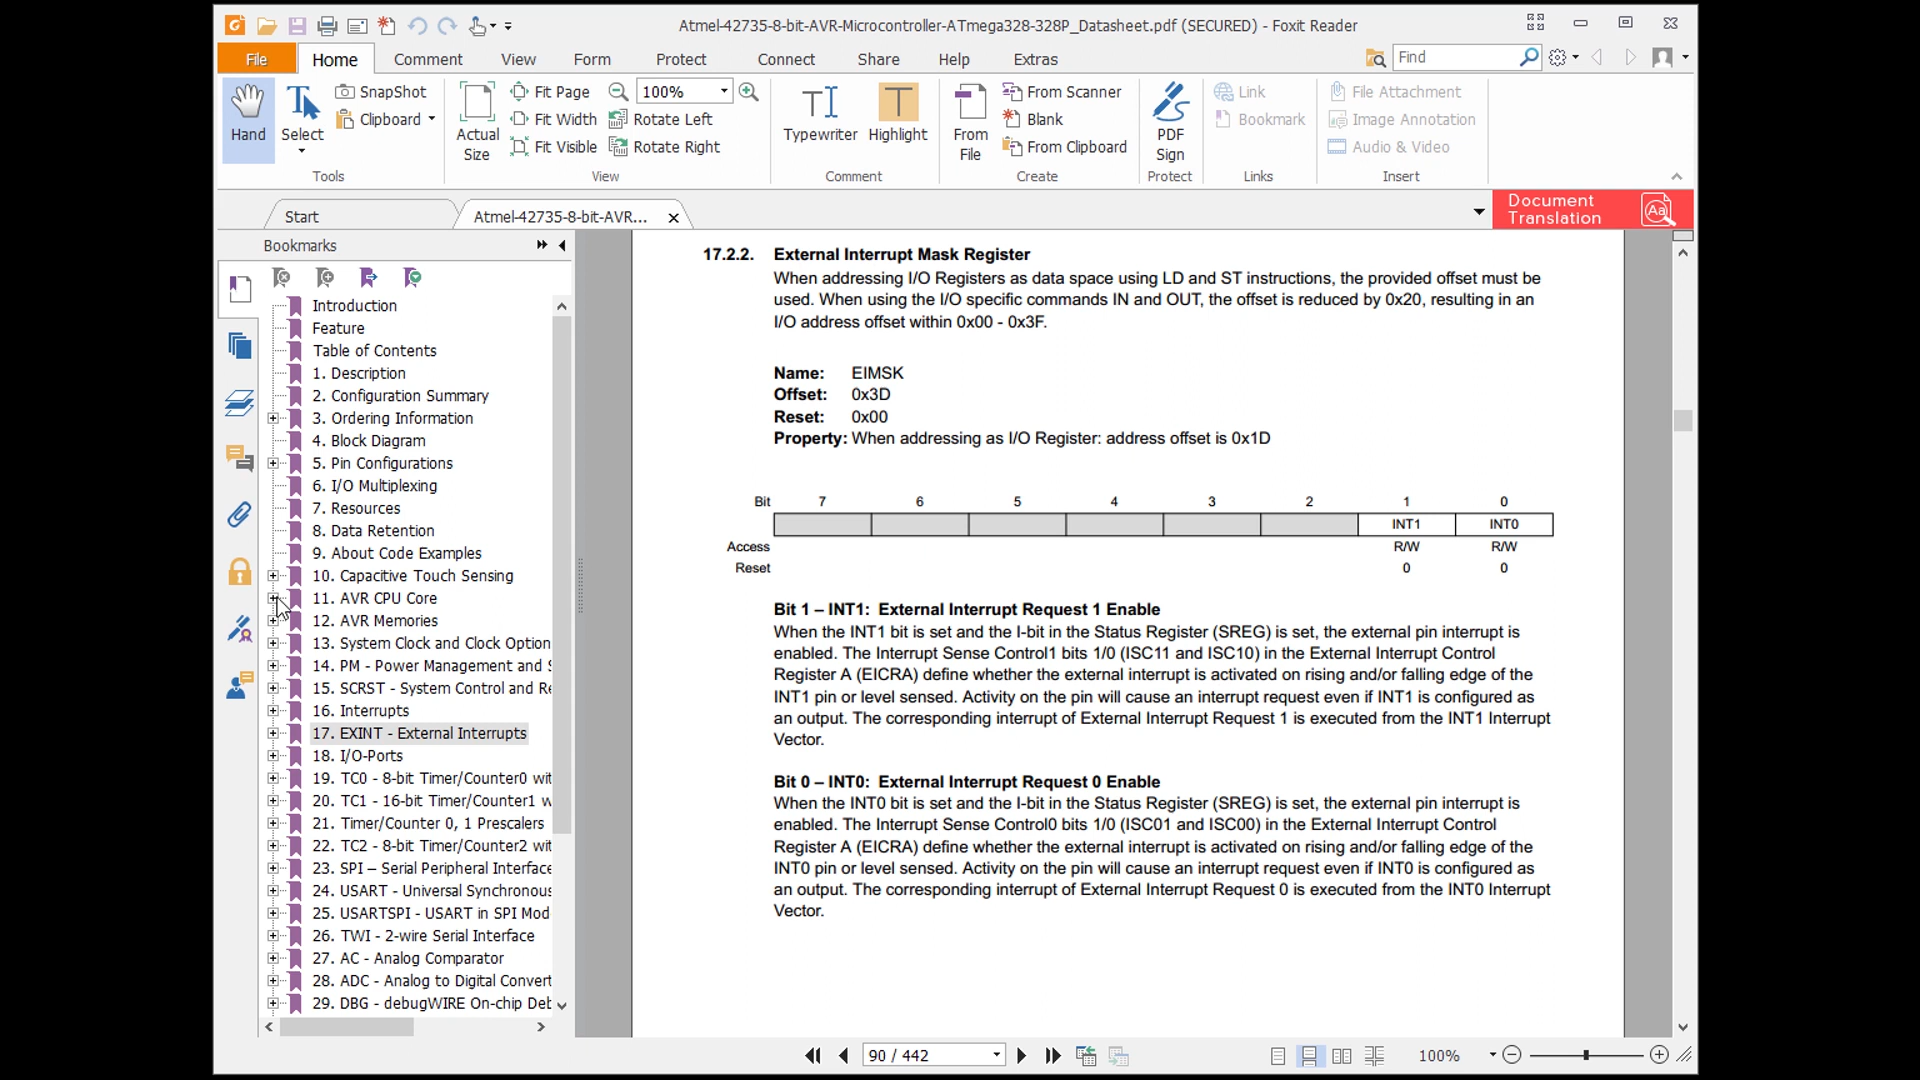 Atmel-42735-8-bit-AVR-Microcontroller-ATmega328-328P_Datasheet.pdf (SECURED) - Foxit Reader
File
Home
Comment
View
Form
Protect
Connect
Share
Help
Extras
Find
Hand
Select
SnapShot
Clipboard
Tools
Actual
Size
Fit Page
Fit Width
Fit Visible
100%
Rotate Left
Rotate Right
View
Typewriter
Highlight
Comment
From
File
From Scanner
Blank
From Clipboard
Create
PDF
Sign
Protect
Link
Bookmark
Links
File Attachment
Image Annotation
Audio & Video
Insert
Start
Atmel-42735-8-bit-AVR...
Document
Translation
Bookmarks
Introduction
Feature
Table of Contents
1. Description
2. Configuration Summary
3. Ordering Information
4. Block Diagram
5. Pin Configurations
6. I/O Multiplexing
7. Resources
8. Data Retention
9. About Code Examples
10. Capacitive Touch Sensing
11. AVR CPU Core
12. AVR Memories
13. System Clock and Clock Option
14. PM - Power Management and S
15. SCRST - System Control and Re
16. Interrupts
17. EXINT - External Interrupts
18. I/O-Ports
19. TC0 - 8-bit Timer/Counter0 wit
20. TC1 - 16-bit Timer/Counter1 w
21. Timer/Counter 0, 1 Prescalers
22. TC2 - 8-bit Timer/Counter2 wit
23. SPI – Serial Peripheral Interface
24. USART - Universal Synchronous
25. USARTSPI - USART in SPI Mod
26. TWI - 2-wire Serial Interface
27. AC - Analog Comparator
28. ADC - Analog to Digital Convert
29. DBG - debugWIRE On-chip Deb
17.2.2. External Interrupt Mask Register
When addressing I/O Registers as data space using LD and ST instructions, the provided offset must be
used. When using the I/O specific commands IN and OUT, the offset is reduced by 0x20, resulting in an
I/O address offset within 0x00 - 0x3F.
Name: EIMSK
Offset: 0x3D
Reset: 0x00
Property: When addressing as I/O Register: address offset is 0x1D
Bit 7 6 5 4 3 2 1 0
INT1 INT0
Access R/W R/W
Reset 0 0
Bit 1 – INT1: External Interrupt Request 1 Enable
When the INT1 bit is set and the I-bit in the Status Register (SREG) is set, the external pin interrupt is
enabled. The Interrupt Sense Control1 bits 1/0 (ISC11 and ISC10) in the External Interrupt Control
Register A (EICRA) define whether the external interrupt is activated on rising and/or falling edge of the
INT1 pin or level sensed. Activity on the pin will cause an interrupt request even if INT1 is configured as
an output. The corresponding interrupt of External Interrupt Request 1 is executed from the INT1 Interrupt
Vector.
Bit 0 – INT0: External Interrupt Request 0 Enable
When the INT0 bit is set and the I-bit in the Status Register (SREG) is set, the external pin interrupt is
enabled. The Interrupt Sense Control0 bits 1/0 (ISC01 and ISC00) in the External Interrupt Control
Register A (EICRA) define whether the external interrupt is activated on rising and/or falling edge of the
INT0 pin or level sensed. Activity on the pin will cause an interrupt request even if INT0 is configured as
an output. The corresponding interrupt of External Interrupt Request 0 is executed from the INT0 Interrupt
Vector.
90 / 442
100%